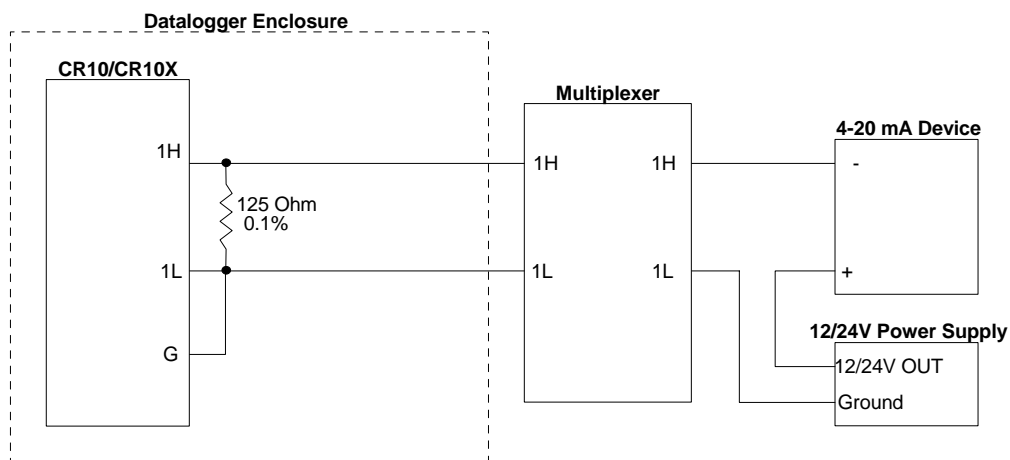 Datalogger Enclosure
CR10/CR10X
Multiplexer
4-20 mA Device
1H
1H
1H
-
125 Ohm
0.1%
1L
1L
1L
+
G
12/24V Power Supply
12/24V OUT
Ground